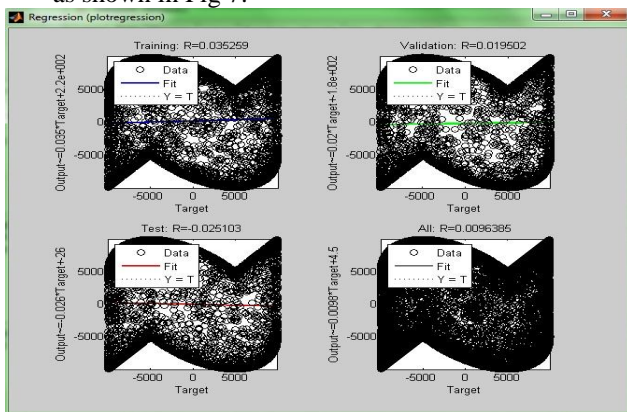 as shown in Fig 7.
Regression (plotregression)
Training: R=0.035259
Output~=0.035*Target+2.2e+002
5000
0
-5000
Data
Fit
Y = T
-5000 0 5000
Target
Validation: R=0.019502
Output~=0.02*Target+-1.8e+002
5000
0
-5000
Data
Fit
Y = T
-5000 0 5000
Target
Test: R=-0.025103
Output~=-0.026*Target+-26
5000
0
-5000
Data
Fit
Y = T
-5000 0 5000
Target
All: R=0.0096385
Output~=0.0098*Target+4.5
5000
0
-5000
Data
Fit
Y = T
-5000 0 5000
Target